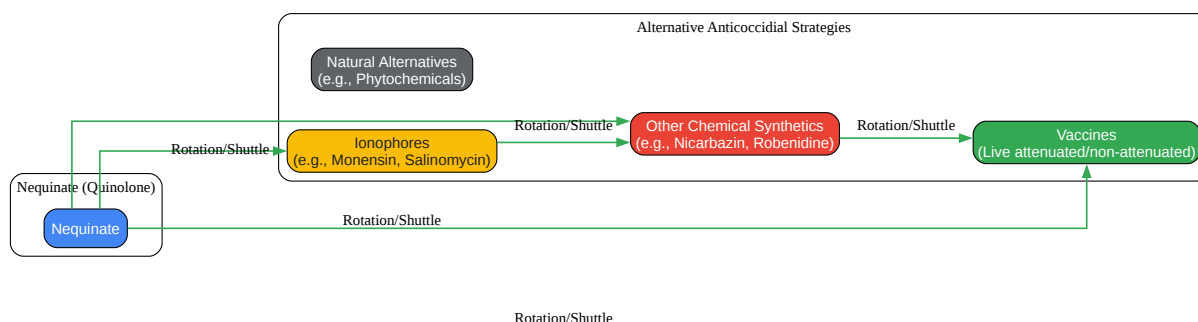 Alternative Anticoccidial Strategies
Natural Alternatives
(e.g., Phytochemicals)
Rotation/Shuttle
Ionophores
(e.g., Monensin, Salinomycin)
Rotation/Shuttle
Other Chemical Synthetics
(e.g., Nicarbazin, Robenidine)
Rotation/Shuttle
Vaccines
(Live attenuated/non-attenuated)
Nequinate (Quinolone)
Nequinate
Rotation/Shuttle
Rotation/Shuttle